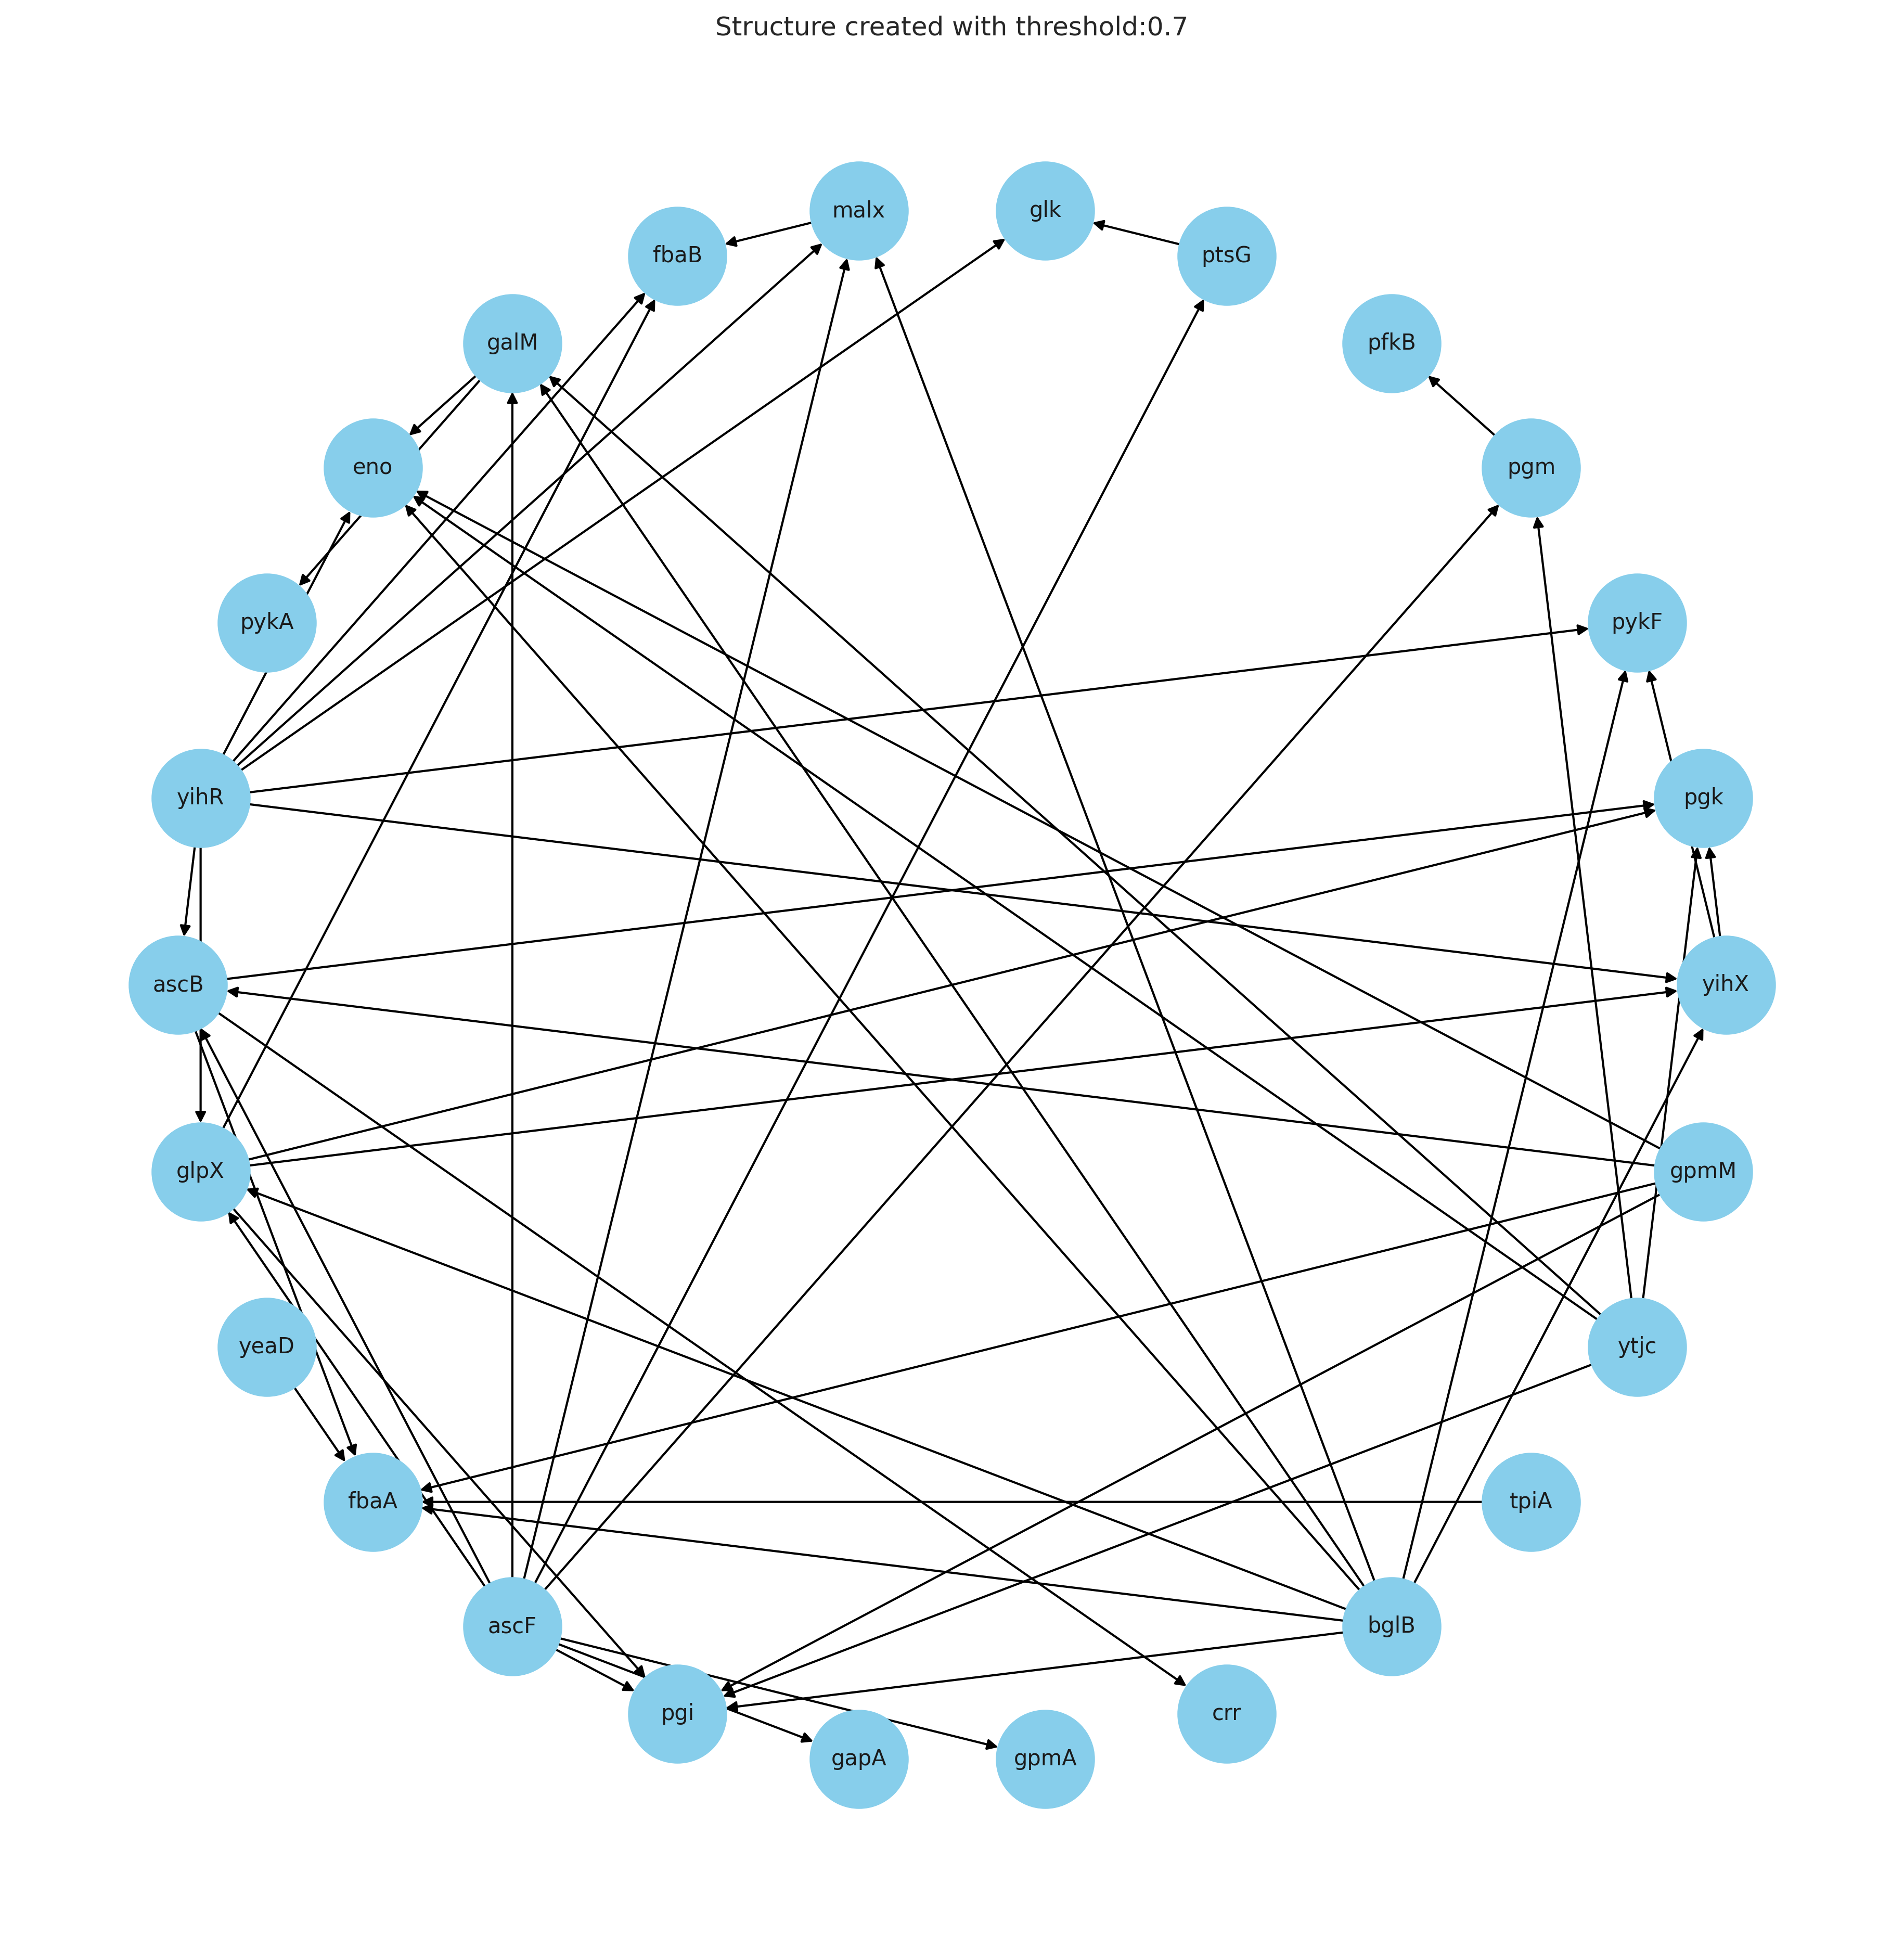 Structure created with threshold:0.7
malx
glk
fbaB
ptsG
galM
pfkB
eno
pgm
pykA
pykF
yihR
pgk
ascB
yihX
glpX
gpmM
yeaD
ytjc
fbaA
tpiA
ascF
bglB
pgi
crr
gapA
gpmA